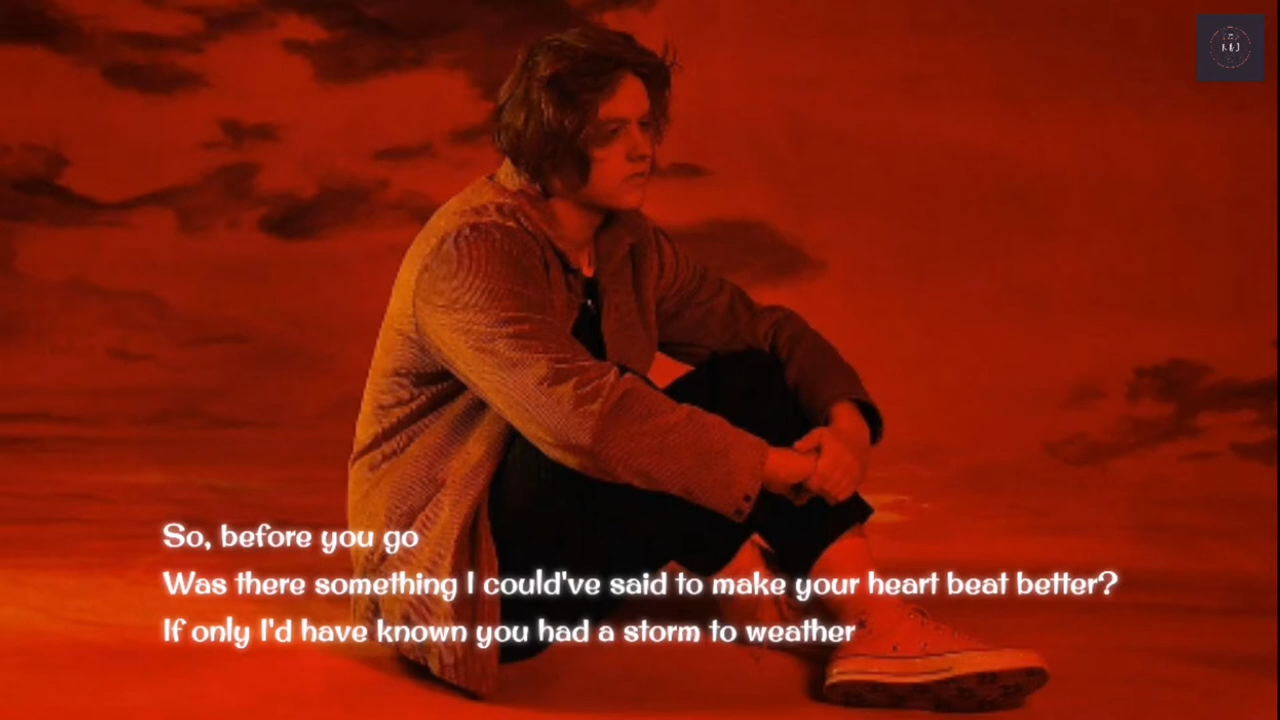 So, before you go
Was there something I could've said to make your heart beat better?
If only I'd have known you had a storm to weather